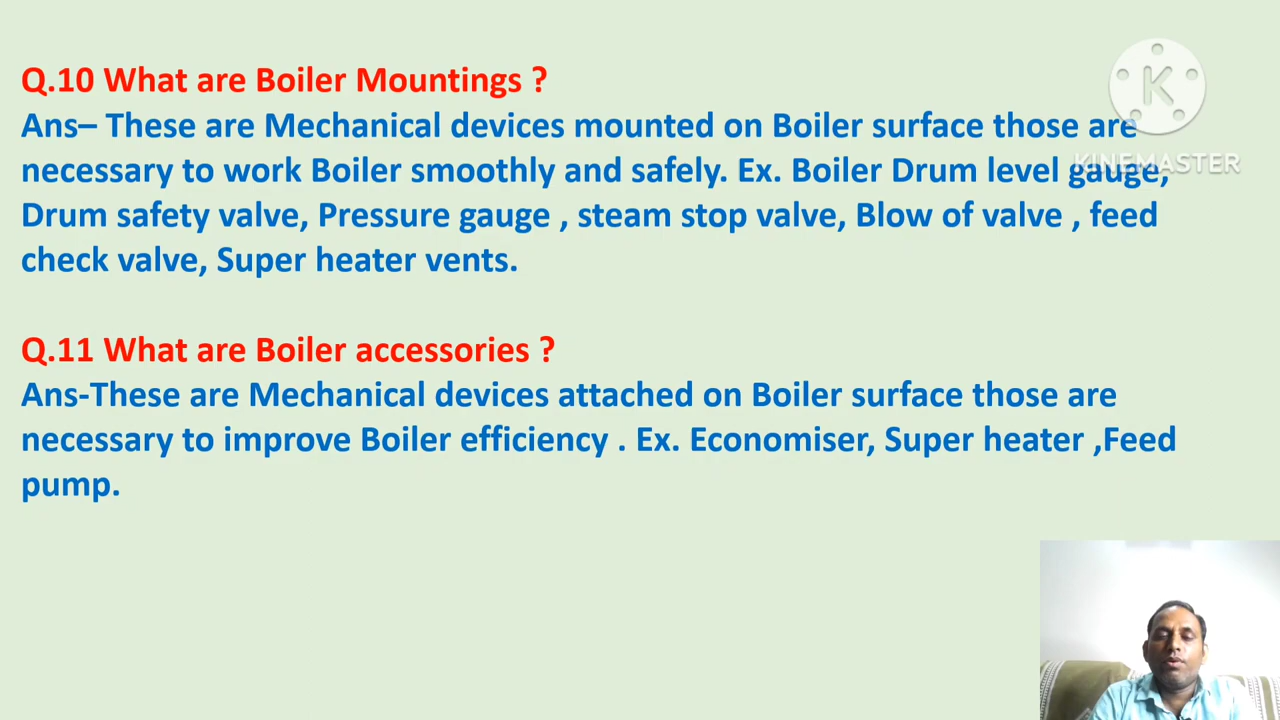 Q.10 What are Boiler Mountings ?
Ans– These are Mechanical devices mounted on Boiler surface those are
necessary to work Boiler smoothly and safely. Ex. Boiler Drum level gauge,
Drum safety valve, Pressure gauge , steam stop valve, Blow of valve , feed
check valve, Super heater vents.
Q.11 What are Boiler accessories ?
Ans-These are Mechanical devices attached on Boiler surface those are
necessary to improve Boiler efficiency . Ex. Economiser, Super heater ,Feed
pump.
K
KINEMASTER